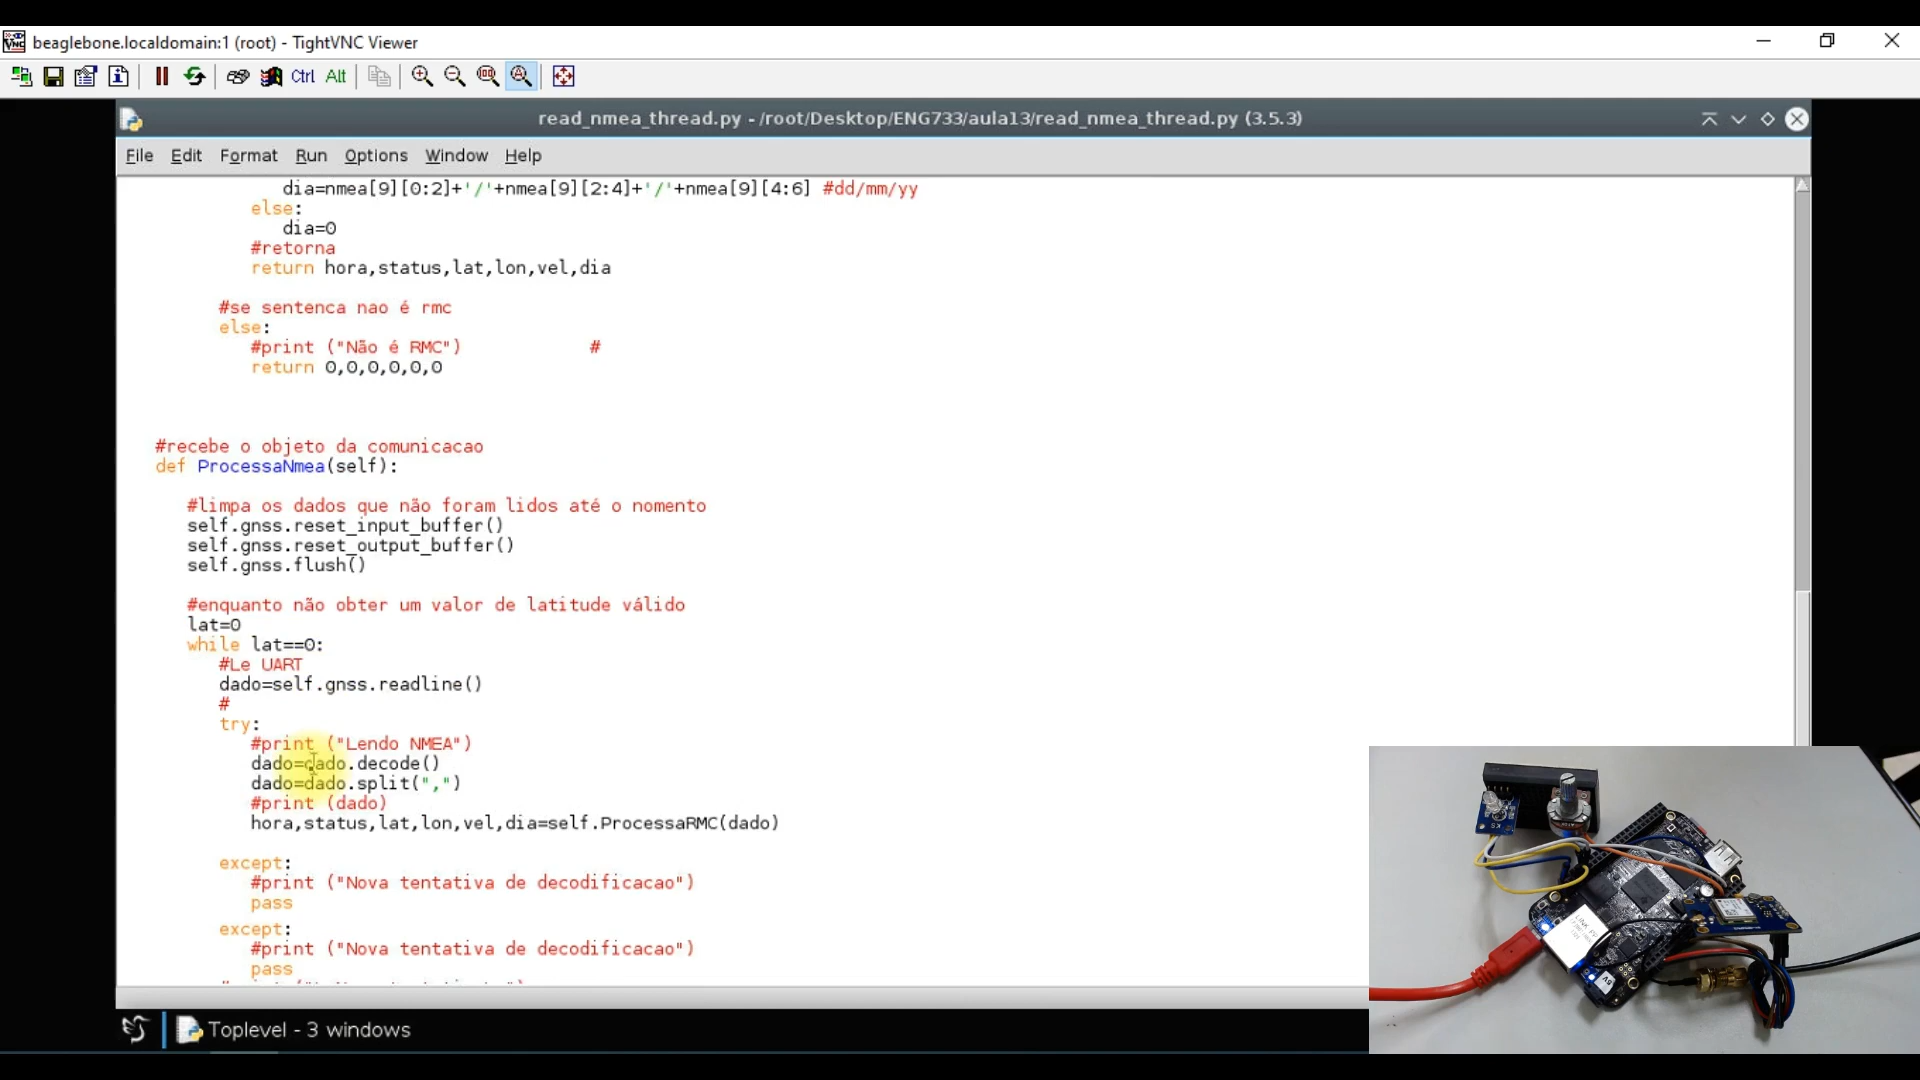 beaglebone.localdomain:1 (root) - TightVNC Viewer
Ctrl Alt
read_nmea_thread.py - /root/Desktop/ENG733/aula13/read_nmea_thread.py (3.5.3)
File Edit Format Run Options Window Help
dia=nmea[9][0:2]+'/'+nmea[9][2:4]+'/'+nmea[9][4:6] #dd/mm/yy
else:
dia=0
#retorna
return hora,status,lat,lon,vel,dia
#se sentenca nao é rmc
else:
#print ("Não é RMC") #
return 0,0,0,0,0,0
#recebe o objeto da comunicacao
def ProcessaNmea(self):
#limpa os dados que não foram lidos até o nomento
self.gnss.reset_input_buffer()
self.gnss.reset_output_buffer()
self.gnss.flush()
#enquanto não obter um valor de latitude válido
lat=0
while lat==0:
#Le UART
dado=self.gnss.readline()
#
try:
#print ("Lendo NMEA")
dado=dado.decode()
dado=dado.split(",")
#print (dado)
hora,status,lat,lon,vel,dia=self.ProcessaRMC(dado)
except:
#print ("Nova tentativa de decodificacao")
pass
except:
#print ("Nova tentativa de decodificacao")
pass
Toplevel - 3 windows